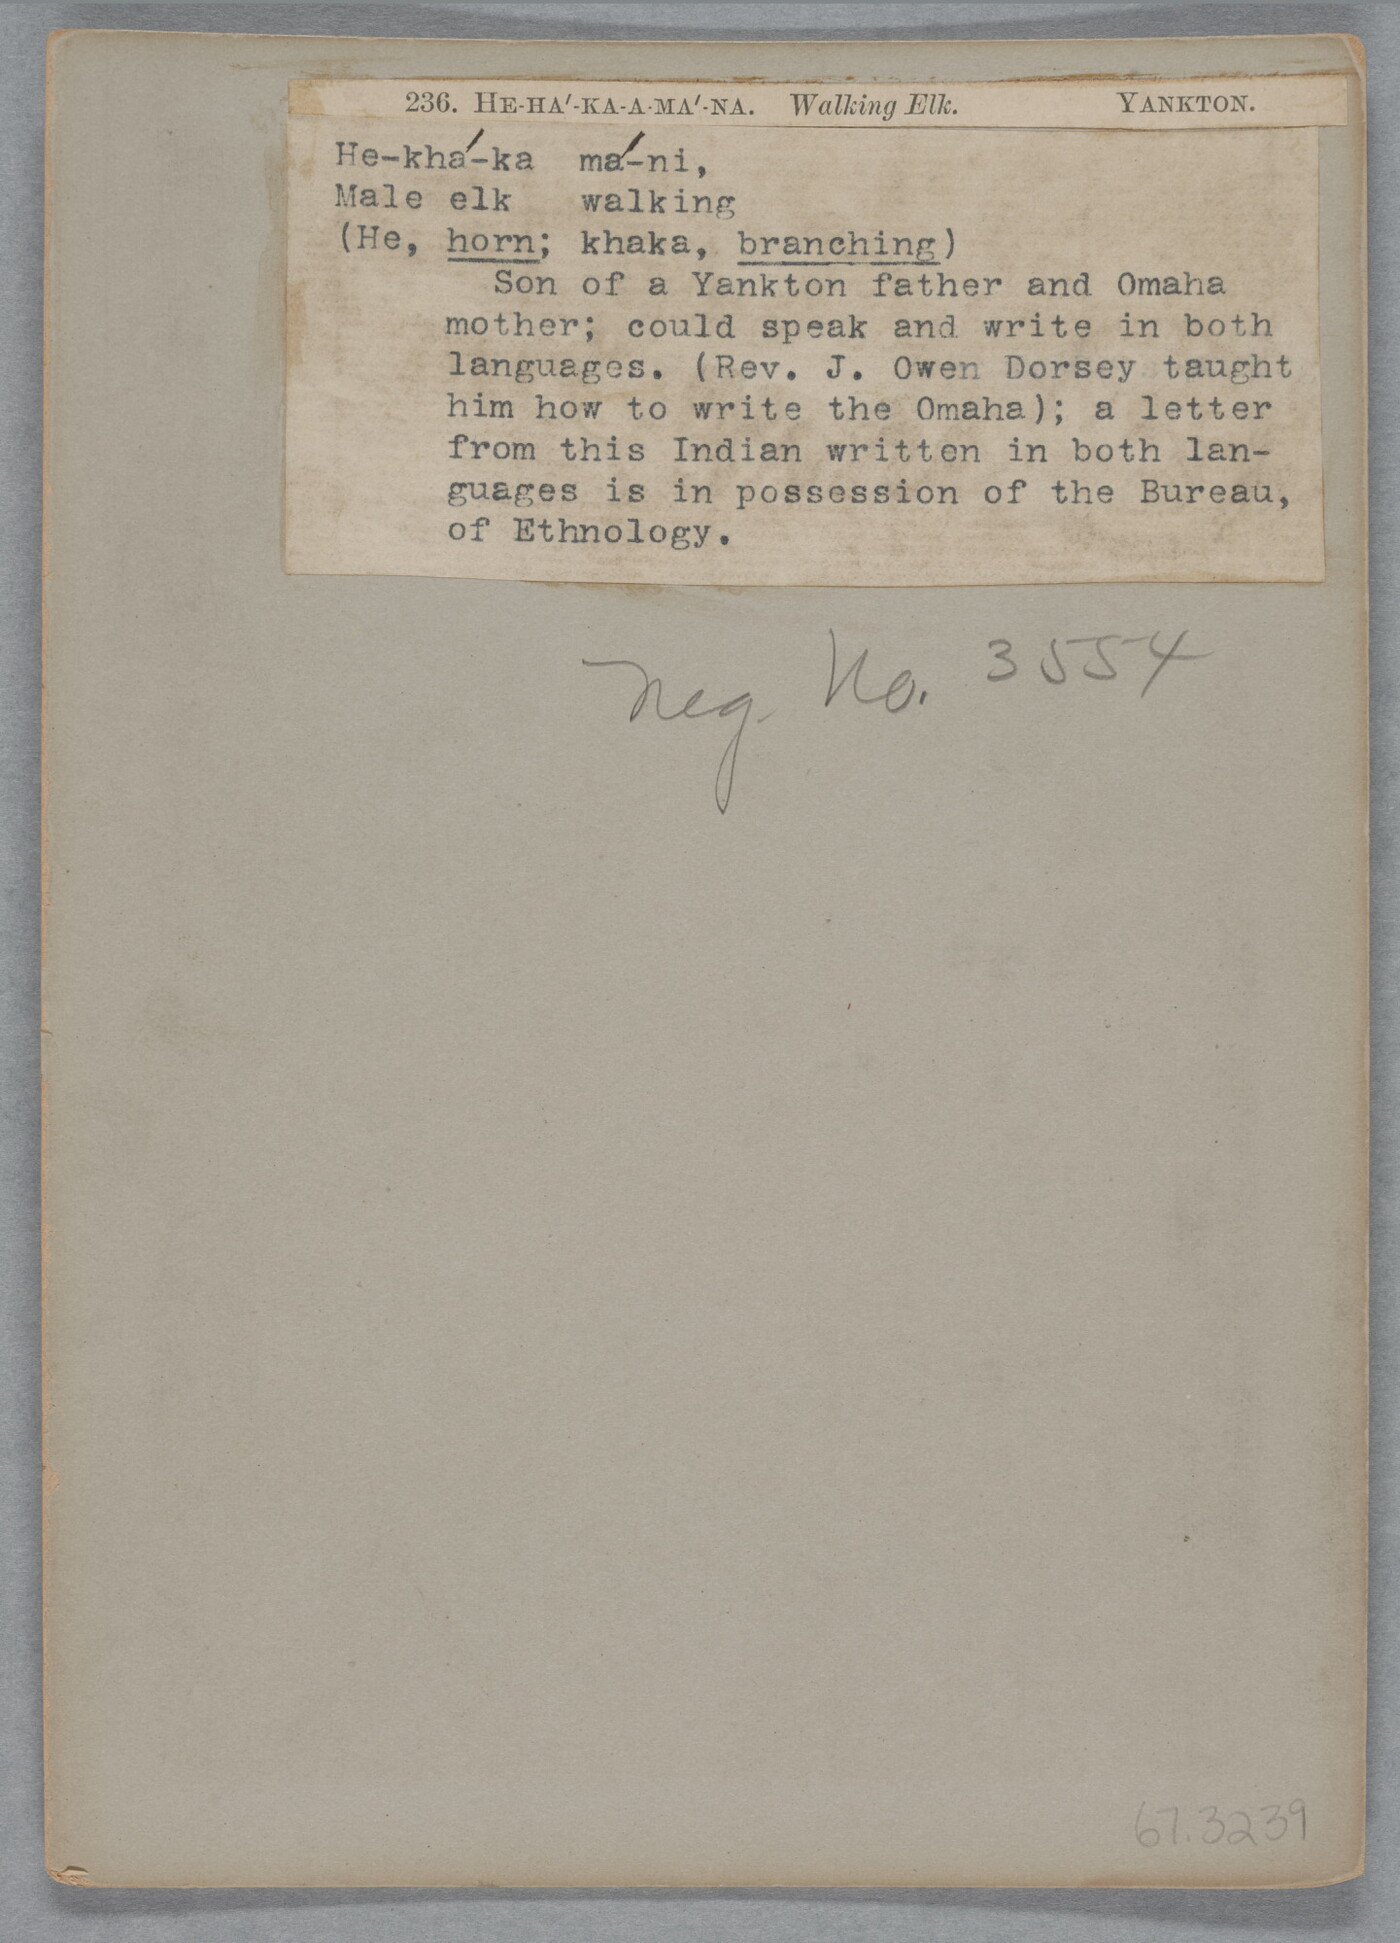 236. HE-HA′-KA-A-MA′-NA. Walking Elk. YANKTON.
He-khá-ka má-ni,
Male elk walking
(He, horn; khaka, branching)
Son of a Yankton father and Omaha
mother; could speak and write in both
languages. (Rev. J. Owen Dorsey taught
him how to write the Omaha); a letter
from this Indian written in both lan-
guages is in possession of the Bureau,
of Ethnology.
Neg. No. 3554
67.3239